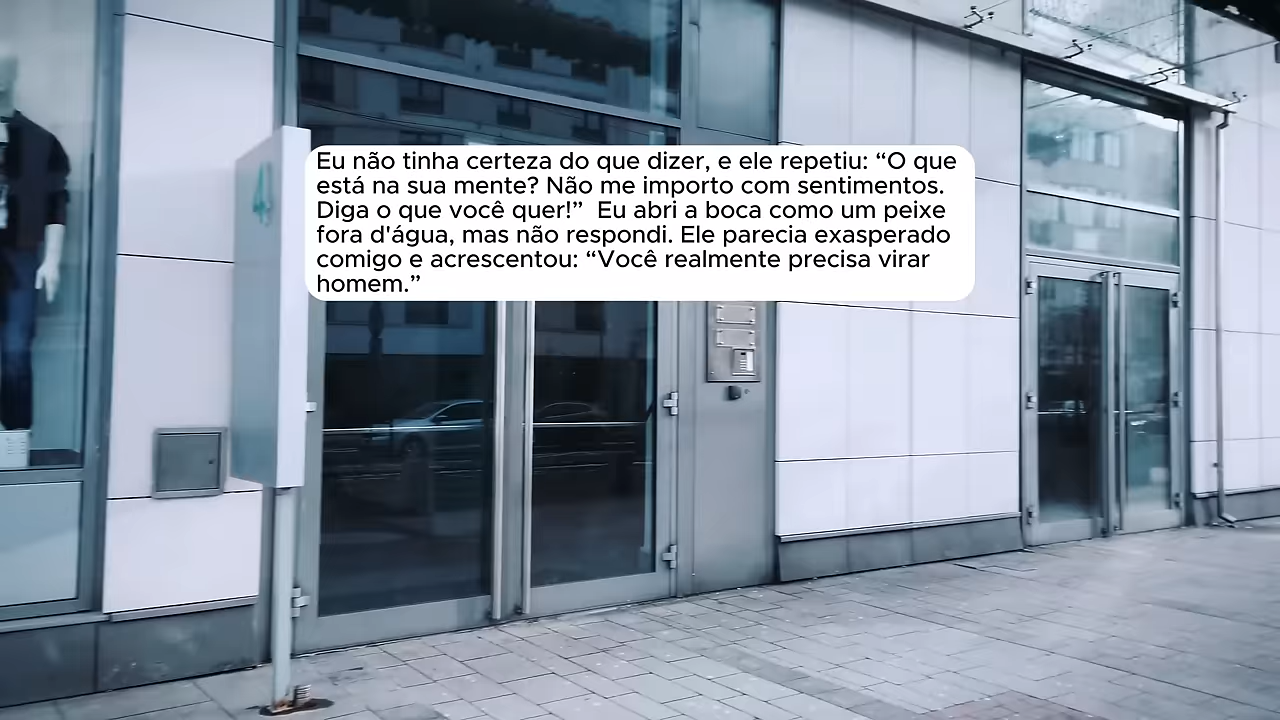 Eu não tinha certeza do que dizer, e ele repetiu: “O que
está na sua mente? Não me importo com sentimentos.
Diga o que você quer!”  Eu abri a boca como um peixe
fora d'água, mas não respondi. Ele parecia exasperado
comigo e acrescentou: “Você realmente precisa virar
homem.”
4